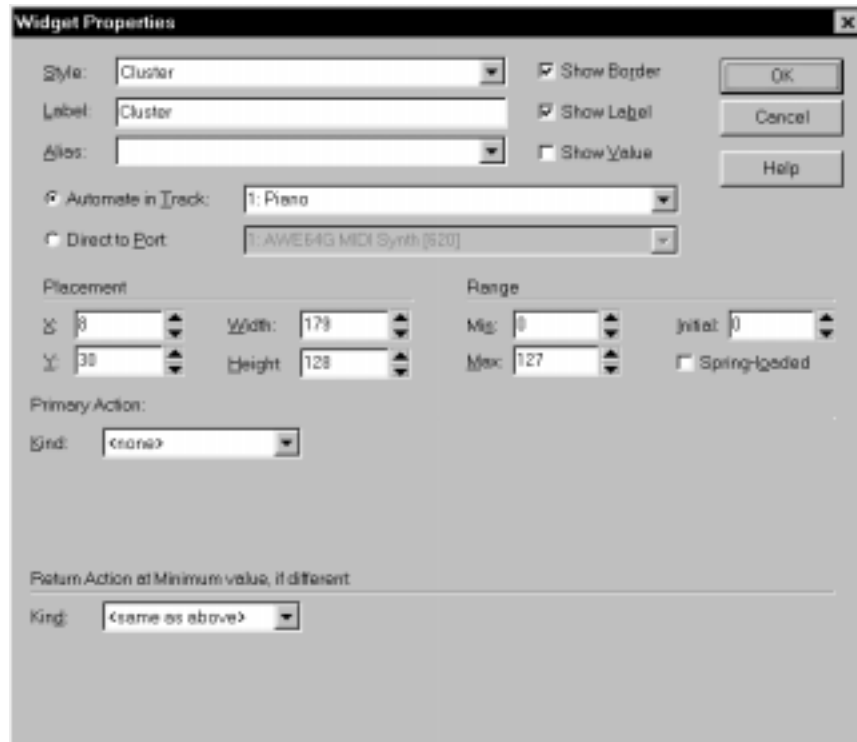 Widget Properties
Style: Cluster Show Border OK
Label: Cluster Show Label Cancel
Alias: Show Value Help
Automate in Track: 1: Piano
Direct to Port 1: AWE64G MIDI Synth [620]
Placement Range
X: 8 Width: 179 Min: 0 Initial: 0
Y: 30 Height 128 Max: 127 Spring-loaded
Primary Action:
Kind: <none>
Return Action at Minimum value, if different
Kind: <same as above>